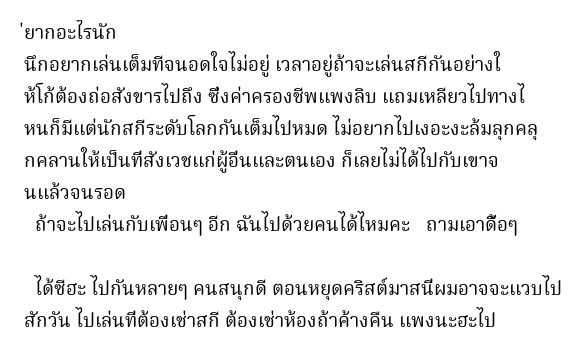 ่ยากอะไรนัก
นึกอยากเล่นเต็มทีจนอดใจไม่อยู่ เวลาอยู่ถ้าจะเล่นสกีกันอย่างใ
ห้โก้ต้องถ่อสังขารไปถึง ซึ่งค่าครองชีพแพงลิบ แถมเหลียวไปทางไ
หนก็มีแต่นักสกีระดับโลกกันเต็มไปหมด ไม่อยากไปเงอะงะล้มลุกคลุ
กคลานให้เป็นที่สังเวชแก่ผู้อื่นและตนเอง ก็เลยไม่ได้ไปกับเขาจ
นแล้วจนรอด
ถ้าจะไปเล่นกับเพื่อนๆ อีก ฉันไปด้วยคนได้ไหมคะ ถามเอาดื้อๆ
ได้ซีฮะ ไปกันหลายๆ คนสนุกดี ตอนหยุดคริสต์มาสนี่ผมอาจจะแวบไป
สักวัน ไปเล่นที่ต้องเช่าสกี ต้องเช่าห้องถ้าค้างคืน แพงนะฮะไป